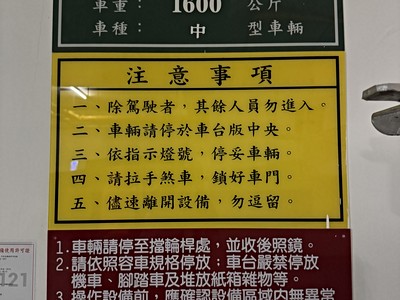 車重： 1600 公斤
車種： 中 型車輛
注意事項
一、除駕駛者，其餘人員勿進入。
二、車輛請停於車台版中央。
三、依指示燈號，停妥車輛。
四、請拉手煞車，鎖好車門。
五、儘速離開設備，勿逗留。
1.車輛請停至擋輪桿處，並收後照鏡。
2.請依照容車規格停放：車台嚴禁停放
機車、腳踏車及堆放紙箱雜物等。
3.操作設備前，應確認設備區域內無異常
121